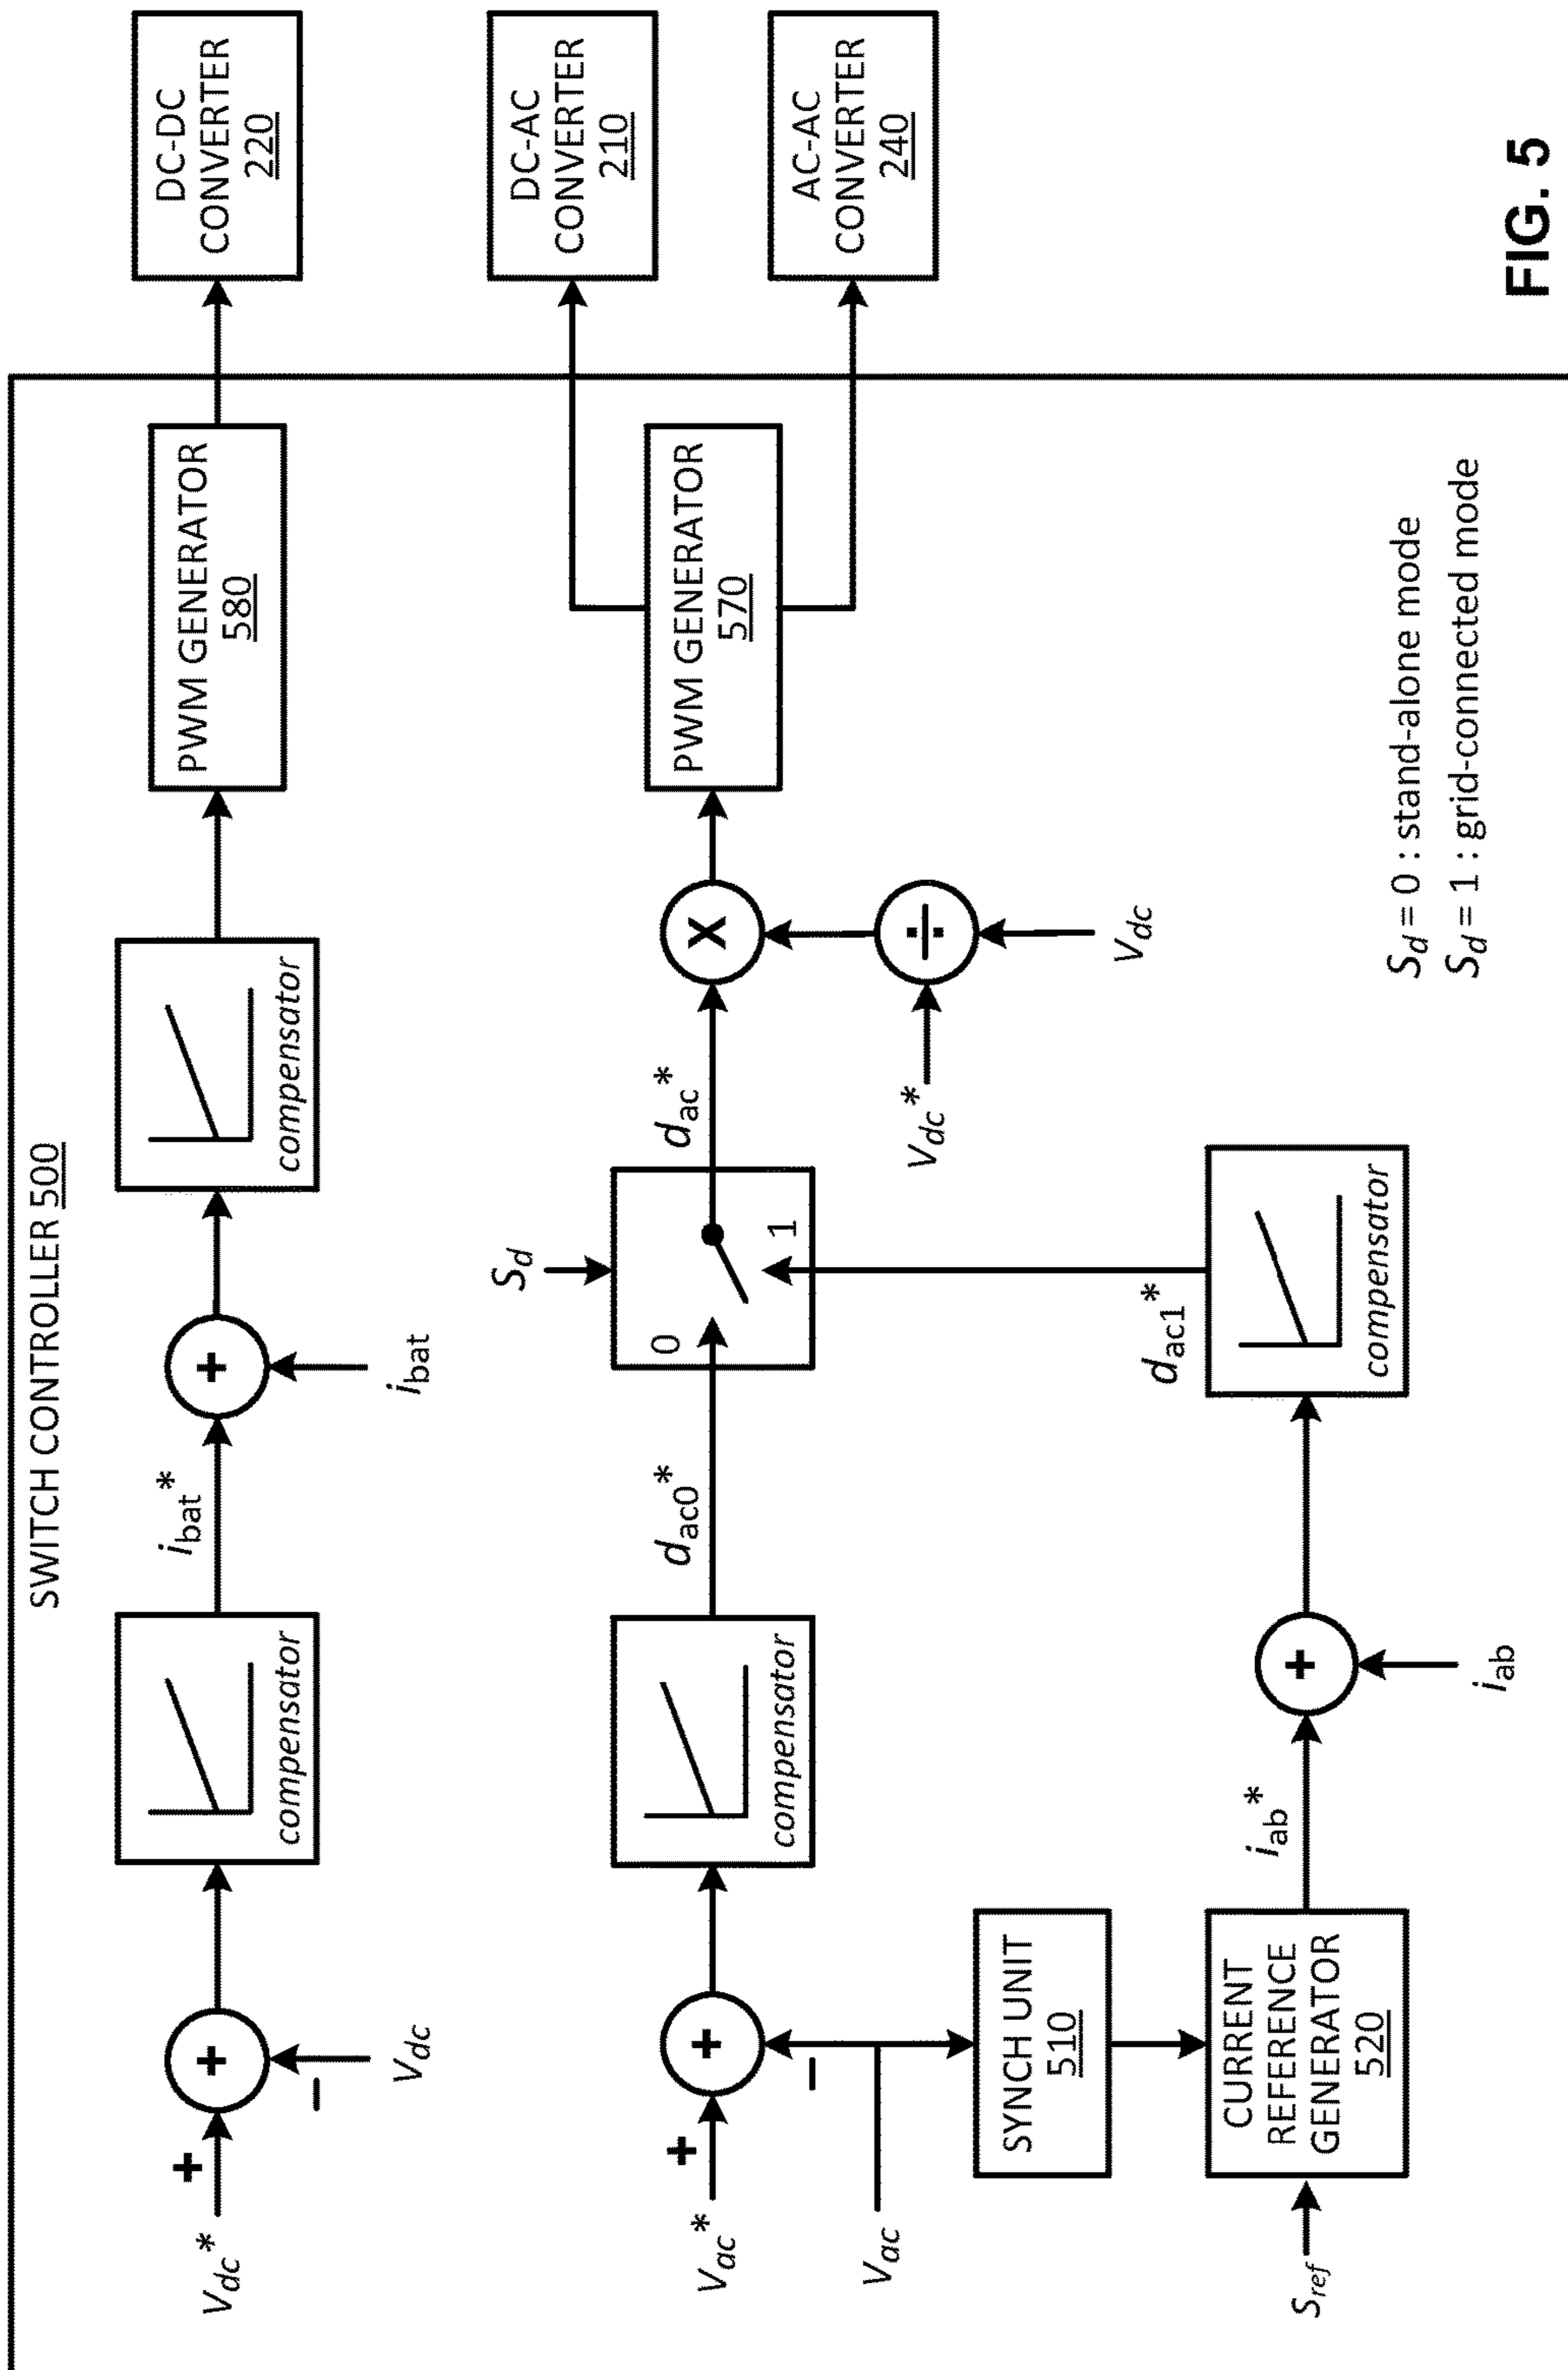 SWITCH CONTROLLER 500
Vdc*
+
+
−
Vdc
compensator
ibat*
+
ibat
compensator
PWM GENERATOR
580
DC-DC
CONVERTER
220
Vac*
+
+
−
Vac
compensator
dac0*
Sd
0
1
dac*
X
÷
Vdc*
Vdc
PWM GENERATOR
570
DC-AC
CONVERTER
210
AC-AC
CONVERTER
240
SYNCH UNIT
510
Sref
CURRENT
REFERENCE
GENERATOR
520
iab*
+
iab
compensator
dac1*
Sd = 0 : stand-alone mode
Sd = 1 : grid-connected mode
FIG. 5